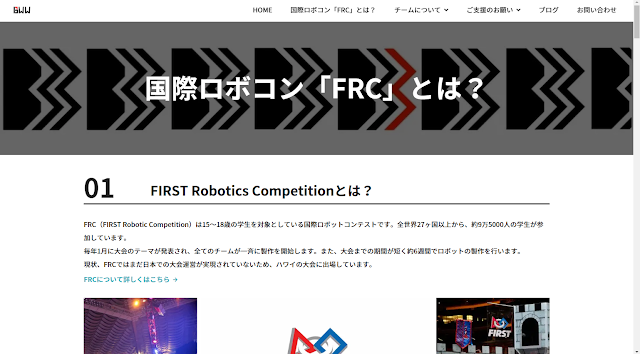 HOME 国際ロボコン「FRC」とは？ チームについて ご支援のお願い ブログ お問い合わせ
国際ロボコン「FRC」とは？
01 FIRST Robotics Competitionとは？
FRC（FIRST Robotic Competition）は15〜18歳の学生を対象としている国際ロボットコンテストです。全世界27ヶ国以上から、約9万5000人の学生が参
加しています。
毎年1月に大会のテーマが発表され、全てのチームが一斉に製作を開始します。また、大会までの期間が短く約6週間でロボットの製作を行います。
現状、FRCではまだ日本での大会運営が実現されていないため、ハワイの大会に出場しています。
FRCについて詳しくはこちら →
FIRST